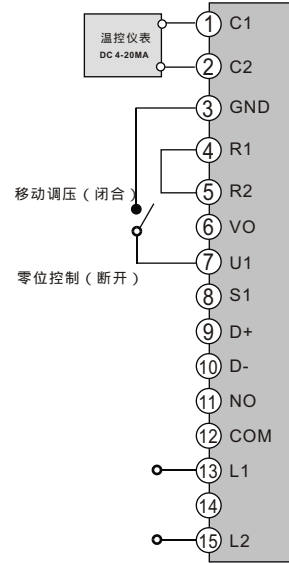 温控仪表
DC 4-20MA
1 C1
2 C2
3 GND
4 R1
移动调压（闭合）
5 R2
6 VO
7 U1
零位控制（断开）
8 S1
9 D+
10 D-
11 NO
12 COM
13 L1
14
15 L2